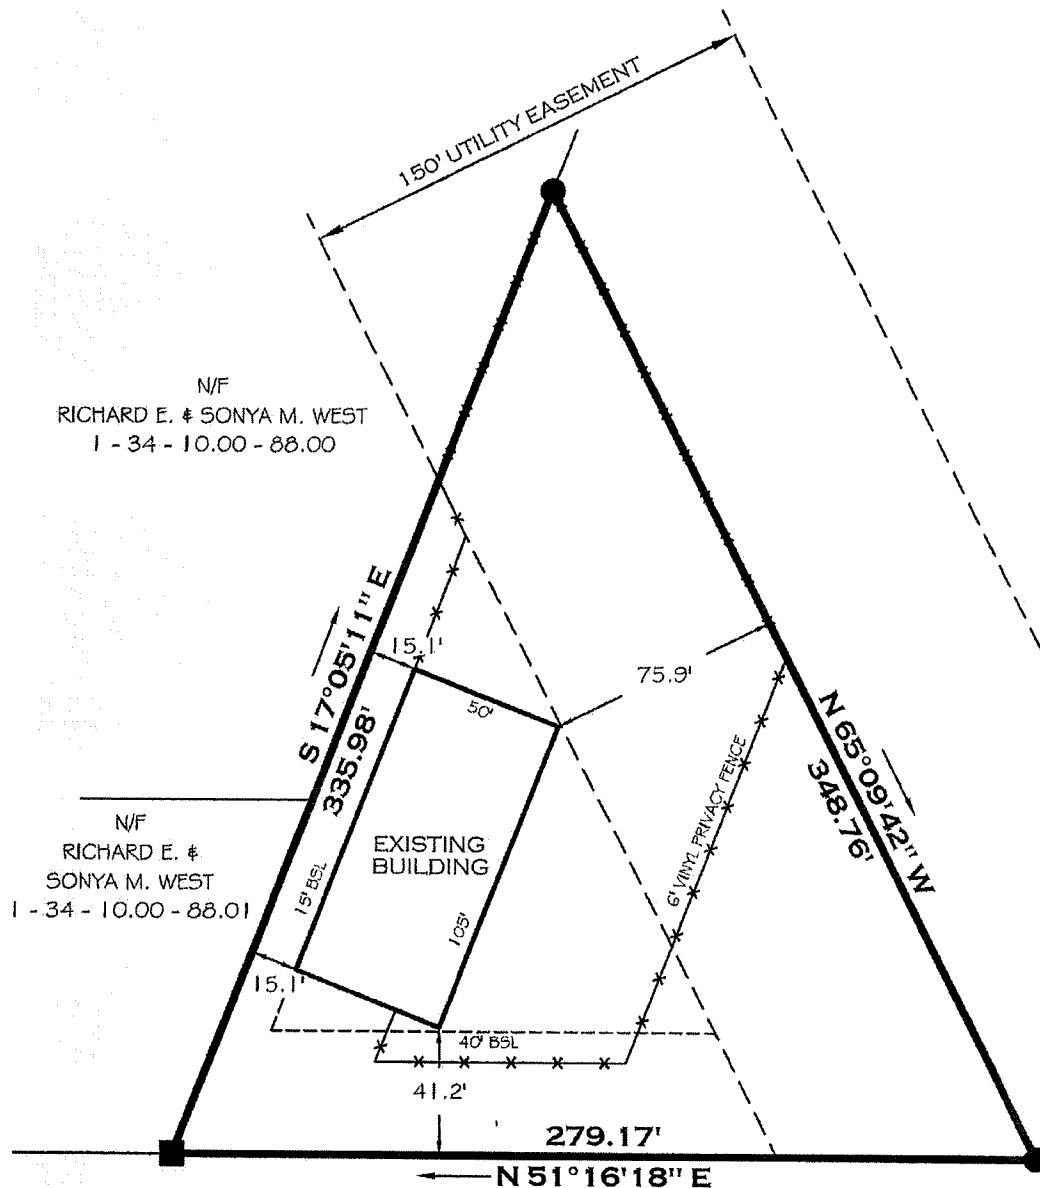 150' UTILITY EASEMENT
N/F
RICHARD E. & SONYA M. WEST
1 - 34 - 10.00 - 88.00
S 17°05'11" E
335.98'
15.1'
50'
75.9'
N 65°09'42" W
348.76'
6' VINYL PRIVACY FENCE
N/F
RICHARD E. &
SONYA M. WEST
1 - 34 - 10.00 - 88.01
EXISTING
BUILDING
15' BSL
105'
15.1'
40' BSL
41.2'
279.17'
N 51°16'18" E